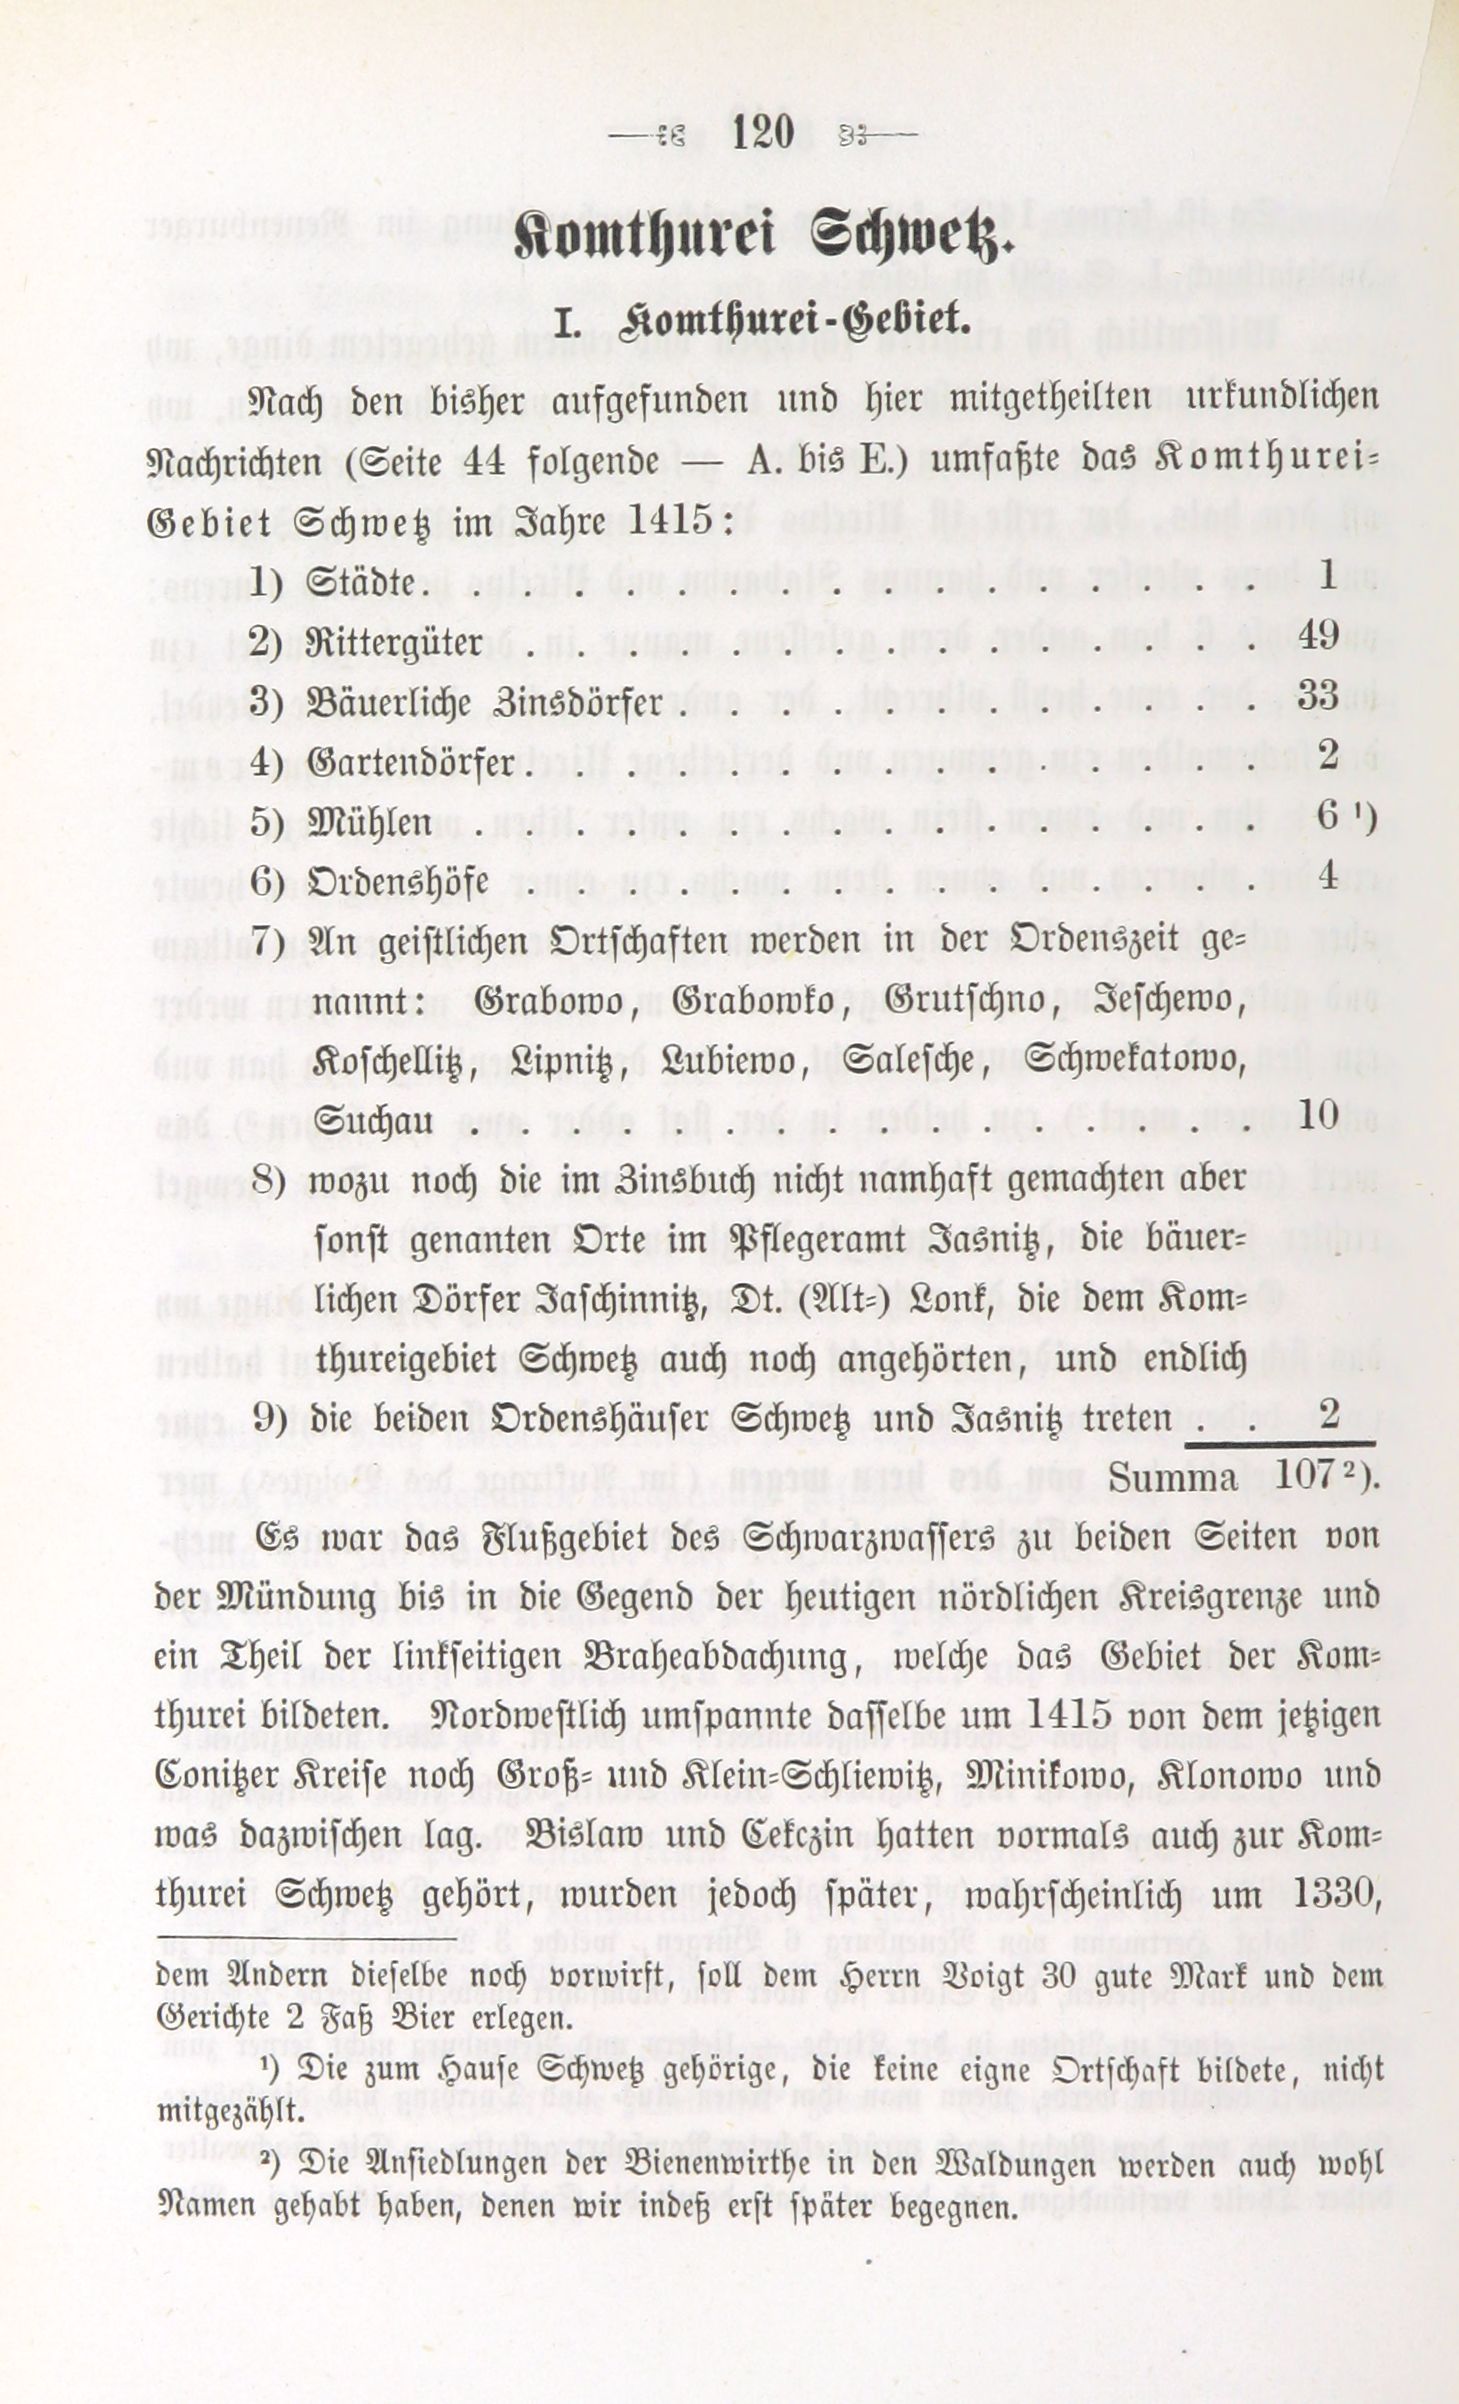 120
Komthurei Schwetz.
I. Komthurei-Gebiet.
Nach den bisher aufgefunden und hier mitgetheilten urkundlichen
Nachrichten (Seite 44 folgende — A. bis E.) umfaßte das Komthurei-
Gebiet Schwetz im Jahre 1415:
1) Städte. . . . . . . . . . . . . . . . . 1
2) Rittergüter . . . . . . . . . . . . . . . 49
3) Bäuerliche Zinsdörfer . . . . . . . . . . . . 33
4) Gartendörfer . . . . . . . . . . . . . . . 2
5) Mühlen . . . . . . . . . . . . . . . . 6 ¹)
6) Ordenshöfe . . . . . . . . . . . . . . . 4
7) An geistlichen Ortschaften werden in der Ordenszeit ge-
nannt: Grabowo, Grabowko, Grutschno, Jeschewo,
Koschellitz, Lipnitz, Lubiewo, Salesche, Schwekatowo,
Suchau . . . . . . . . . . . . . . . . 10
8) wozu noch die im Zinsbuch nicht namhaft gemachten aber
sonst genanten Orte im Pflegeramt Jasnitz, die bäuer-
lichen Dörfer Jaschinnitz, Dt. (Alt-) Lonk, die dem Kom-
thureigebiet Schwetz auch noch angehörten, und endlich
9) die beiden Ordenshäuser Schwetz und Jasnitz treten . . 2
Summa 107 ²).
Es war das Flußgebiet des Schwarzwassers zu beiden Seiten von
der Mündung bis in die Gegend der heutigen nördlichen Kreisgrenze und
ein Theil der linkseitigen Braheabdachung, welche das Gebiet der Kom-
thurei bildeten. Nordwestlich umspannte dasselbe um 1415 von dem jetzigen
Conitzer Kreise noch Groß- und Klein-Schliewitz, Minikowo, Klonowo und
was dazwischen lag. Bislaw und Cekczin hatten vormals auch zur Kom-
thurei Schwetz gehört, wurden jedoch später, wahrscheinlich um 1330,
dem Andern dieselbe noch vorwirft, soll dem Herrn Voigt 30 gute Mark und dem
Gerichte 2 Faß Bier erlegen.
¹) Die zum Hause Schwetz gehörige, die keine eigne Ortschaft bildete, nicht
mitgezählt.
²) Die Ansiedlungen der Bienenwirthe in den Waldungen werden auch wohl
Namen gehabt haben, denen wir indeß erst später begegnen.